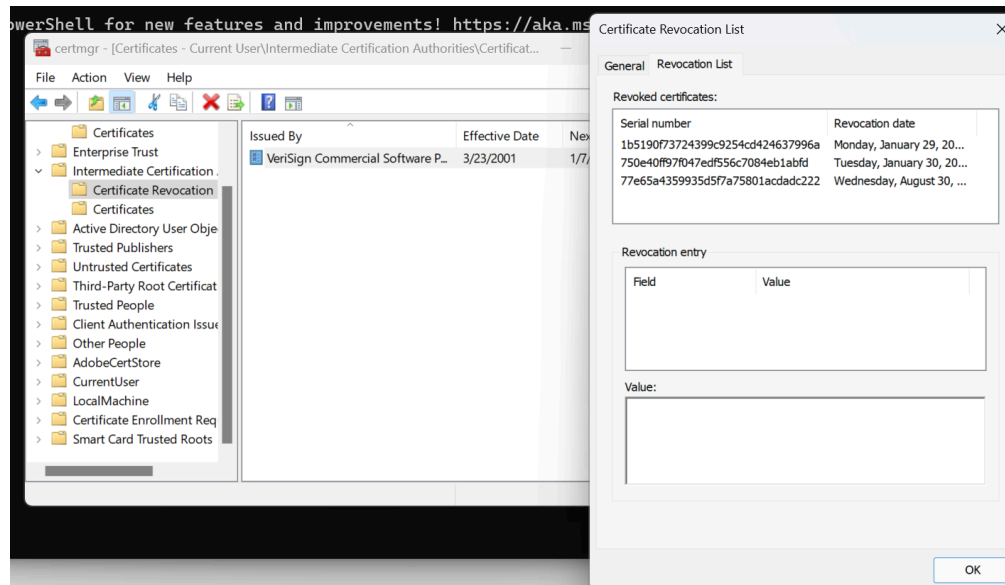 owerShell for new features and improvements! https://aka.ms
certmgr - [Certificates - Current User\Intermediate Certification Authorities\Certificat...
File Action View Help
Certificates
Enterprise Trust
Intermediate Certification
Certificate Revocation
Certificates
Active Directory User Obje
Trusted Publishers
Untrusted Certificates
Third-Party Root Certificat
Trusted People
Client Authentication Issue
Other People
AdobeCertStore
CurrentUser
LocalMachine
Certificate Enrollment Req
Smart Card Trusted Roots
Issued By Effective Date Nex
VeriSign Commercial Software P... 3/23/2001 1/7/
Certificate Revocation List
General Revocation List
Revoked certificates:
Serial number Revocation date
1b5190f73724399c9254cd424637996a Monday, January 29, 20...
750e40ff97f047edf556c7084eb1abfd Tuesday, January 30, 20...
77e65a4359935d5f7a75801acdadc222 Wednesday, August 30, ...
Revocation entry
Field Value
Value:
OK